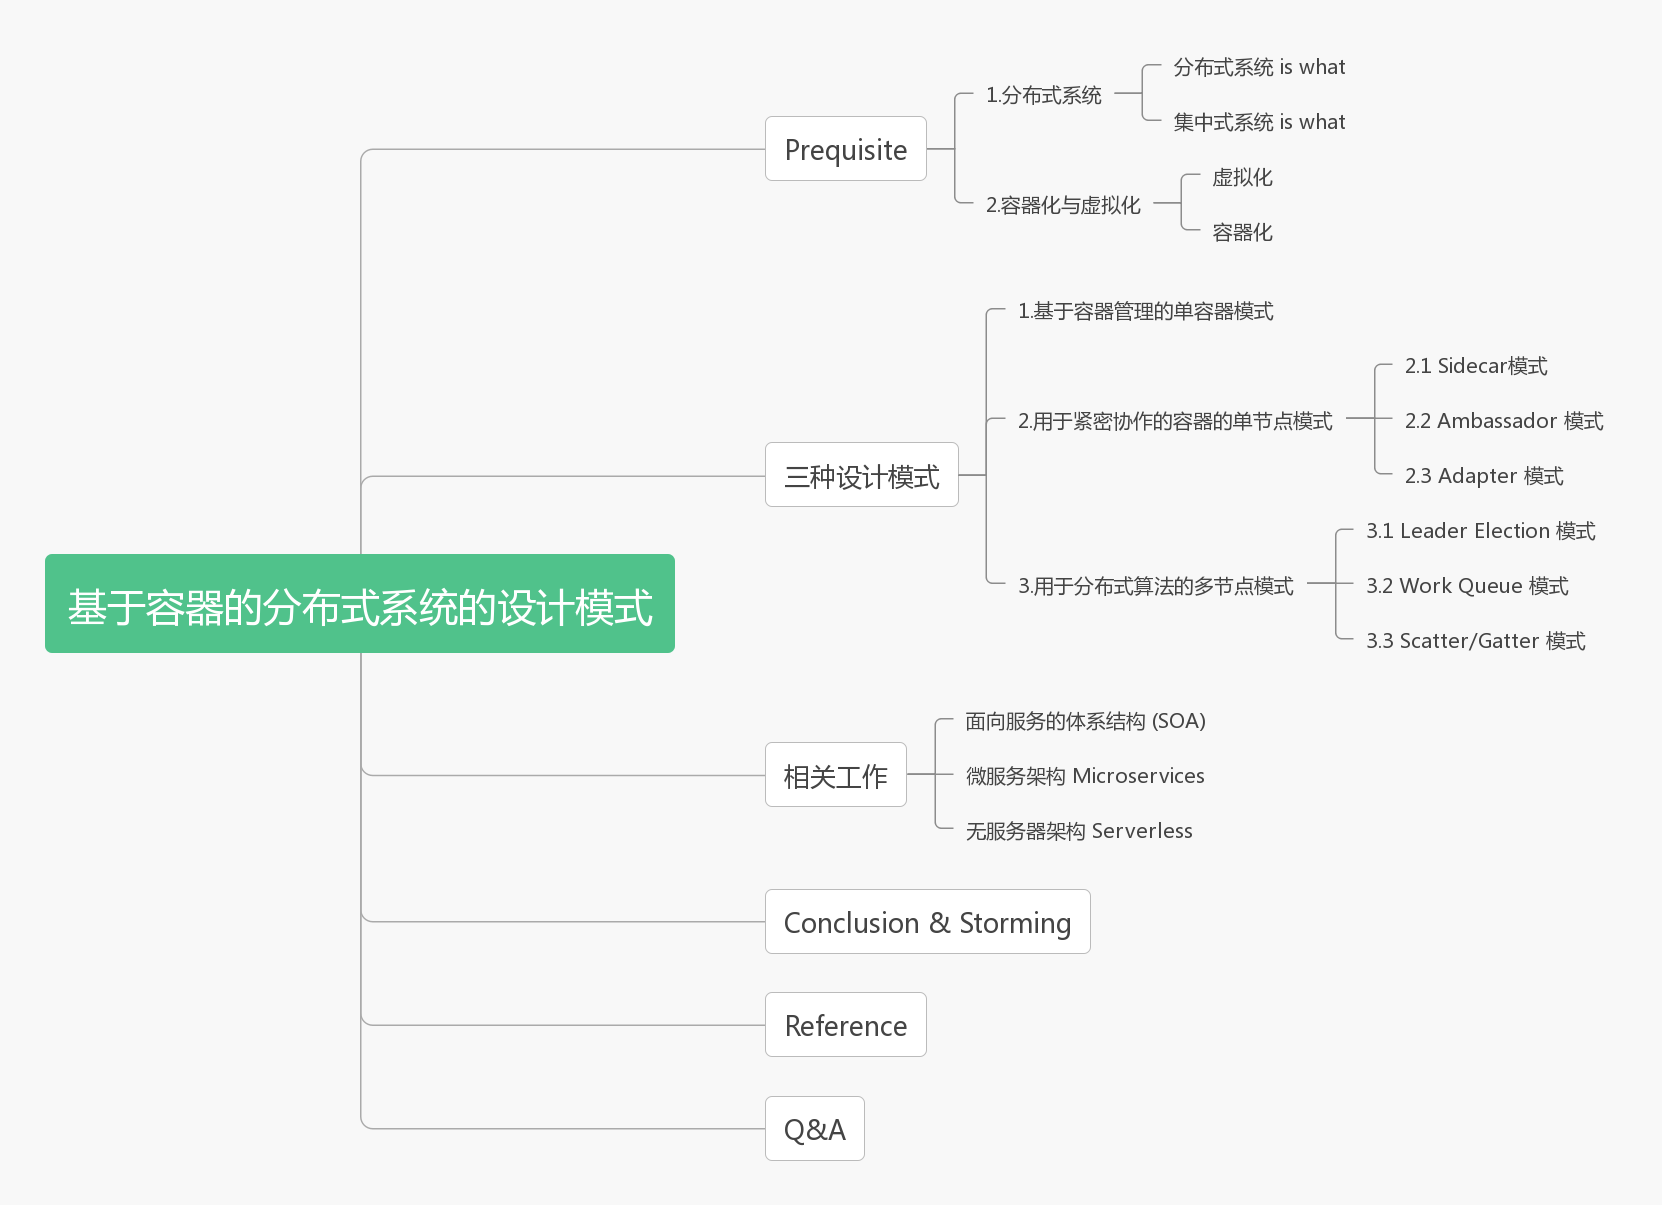 基于容器的分布式系统的设计模式
Prequisite
1.分布式系统
分布式系统 is what
集中式系统 is what
2.容器化与虚拟化
虚拟化
容器化
三种设计模式
1.基于容器管理的单容器模式
2.用于紧密协作的容器的单节点模式
2.1 Sidecar模式
2.2 Ambassador 模式
2.3 Adapter 模式
3.用于分布式算法的多节点模式
3.1 Leader Election 模式
3.2 Work Queue 模式
3.3 Scatter/Gatter 模式
相关工作
面向服务的体系结构 (SOA)
微服务架构 Microservices
无服务器架构 Serverless
Conclusion & Storming
Reference
Q&A